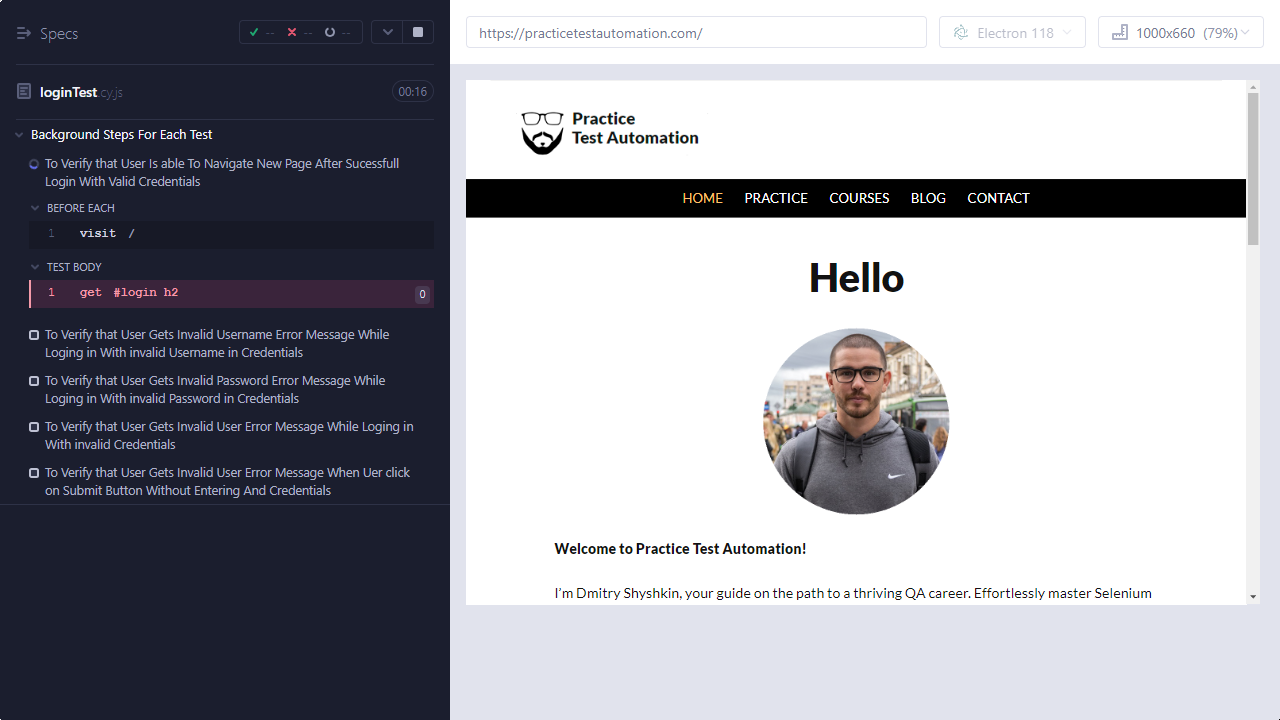 Specs
-- -- --
loginTest.cy.js 00:16
Background Steps For Each Test
To Verify that User Is able To Navigate New Page After Sucessfull
Login With Valid Credentials
BEFORE EACH
1 visit /
TEST BODY
1 get #login h2 0
To Verify that User Gets Invalid Username Error Message While
Loging in With invalid Username in Credentials
To Verify that User Gets Invalid Password Error Message While
Loging in With invalid Password in Credentials
To Verify that User Gets Invalid User Error Message While Loging in
With invalid Credentials
To Verify that User Gets Invalid User Error Message When Uer click
on Submit Button Without Entering And Credentials
https://practicetestautomation.com/
Electron 118
1000x660 (79%)
Practice
Test Automation
HOME PRACTICE COURSES BLOG CONTACT
Hello
Welcome to Practice Test Automation!
I’m Dmitry Shyshkin, your guide on the path to a thriving QA career. Effortlessly master Selenium